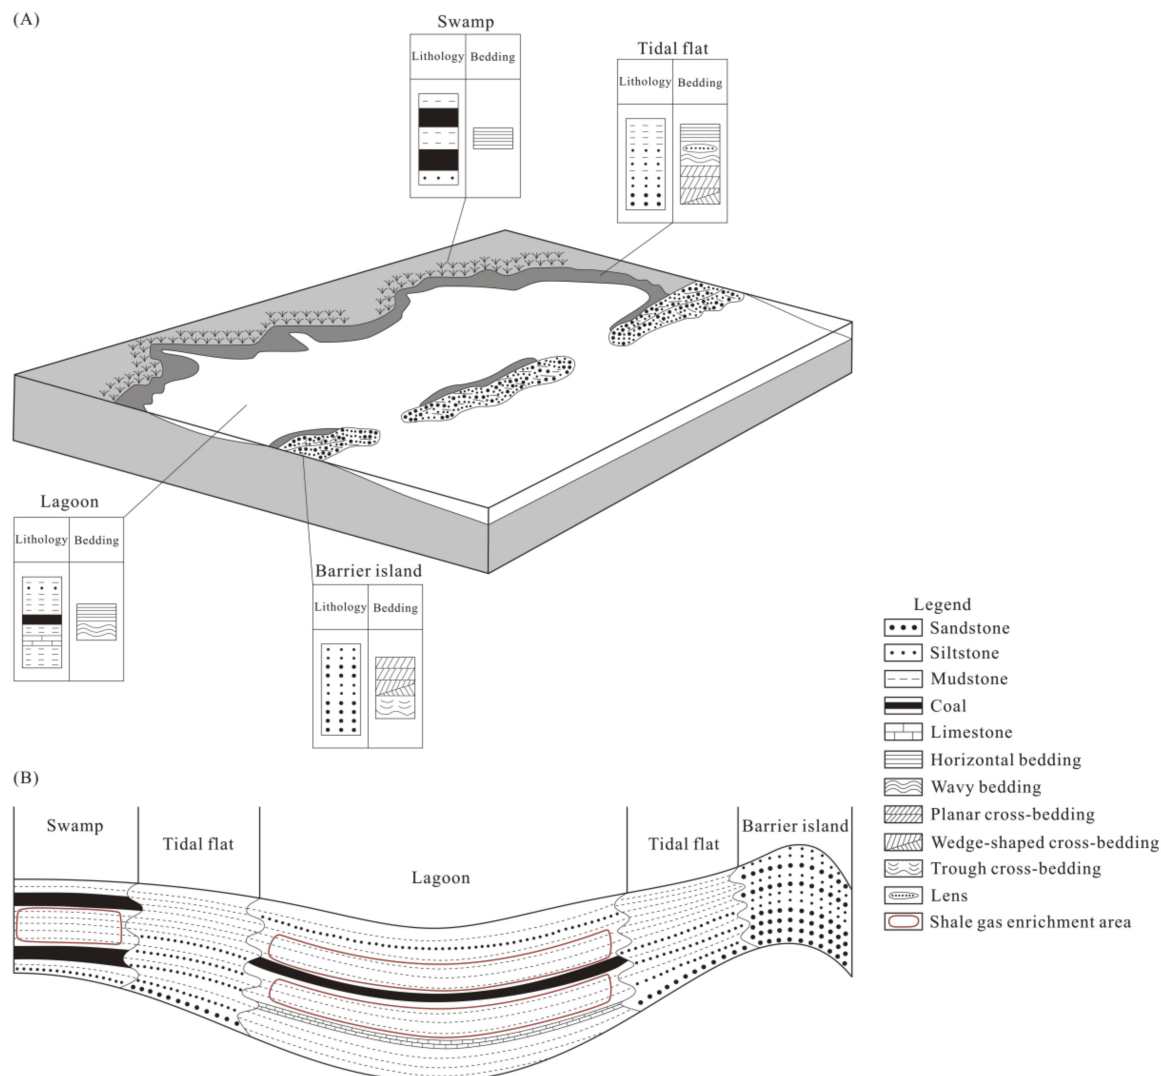 (A)
Swamp
Lithology Bedding
Tidal flat
Lithology Bedding
Lagoon
Lithology Bedding
Barrier island
Lithology Bedding
Legend
Sandstone
Siltstone
Mudstone
Coal
Limestone
Horizontal bedding
Wavy bedding
Planar cross-bedding
Wedge-shaped cross-bedding
Trough cross-bedding
Lens
Shale gas enrichment area
(B)
Swamp
Tidal flat
Lagoon
Tidal flat
Barrier island